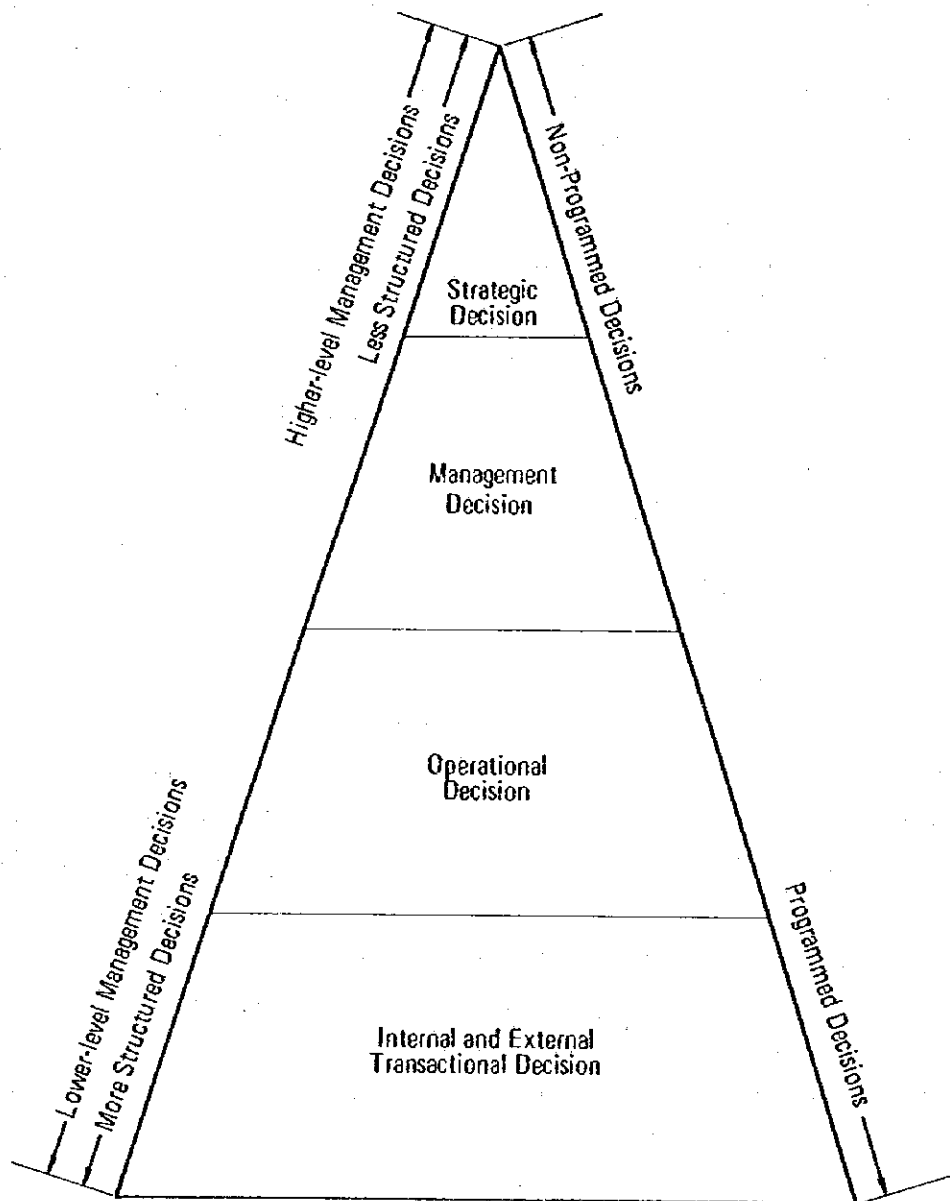 Higher-level Management Decisions
Less Structured Decisions
Non-Programmed Decisions
Strategic
Decision
Management
Decision
Operational
Decision
Lower-level Management Decisions
More Structured Decisions
Programmed Decisions
Internal and External
Transactional Decision